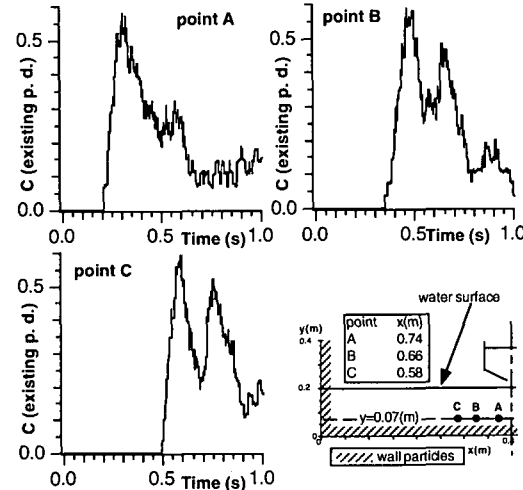 point A
C (existing p. d.)
0.5
0.0
0.0
0.5
1.0
Time (s)
point B
C (existing p. d.)
0.5
0.0
0.0
0.5
1.0
Time (s)
point C
C (existing p. d.)
0.5
0.0
0.0
0.5
1.0
Time (s)
water surface
y(m)
0.4
0.2
point x(m)
A 0.74
B 0.66
C 0.58
C B A
y=0.07(m)
0.4
0.8
x(m)
wall particles